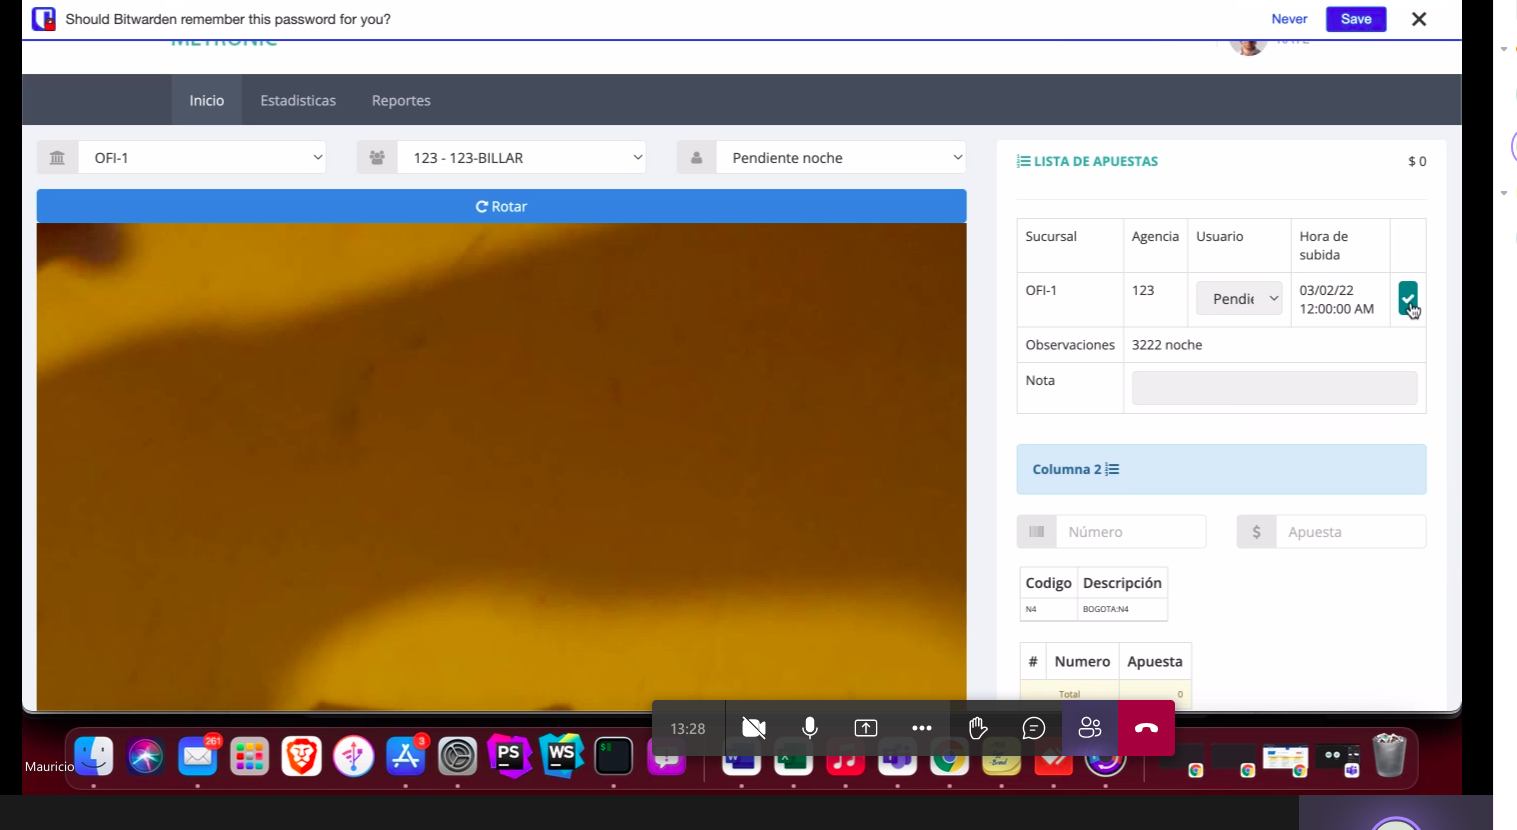 Should Bitwarden remember this password for you?
Never
Save
METRONIC
Inicio
Estadisticas
Reportes
OFI-1
123 - 123-BILLAR
Pendiente noche
LISTA DE APUESTAS
$ 0
Rotar
Sucursal
Agencia
Usuario
Hora de
subida
OFI-1
123
Pendie
03/02/22
12:00:00 AM
Observaciones
3222 noche
Nota
Columna 2
Número
$
Apuesta
Codigo
Descripción
N4
BOGOTA:N4
#
Numero
Apuesta
Total
0
13:28
261
3
PS
WS
$
Mauricio